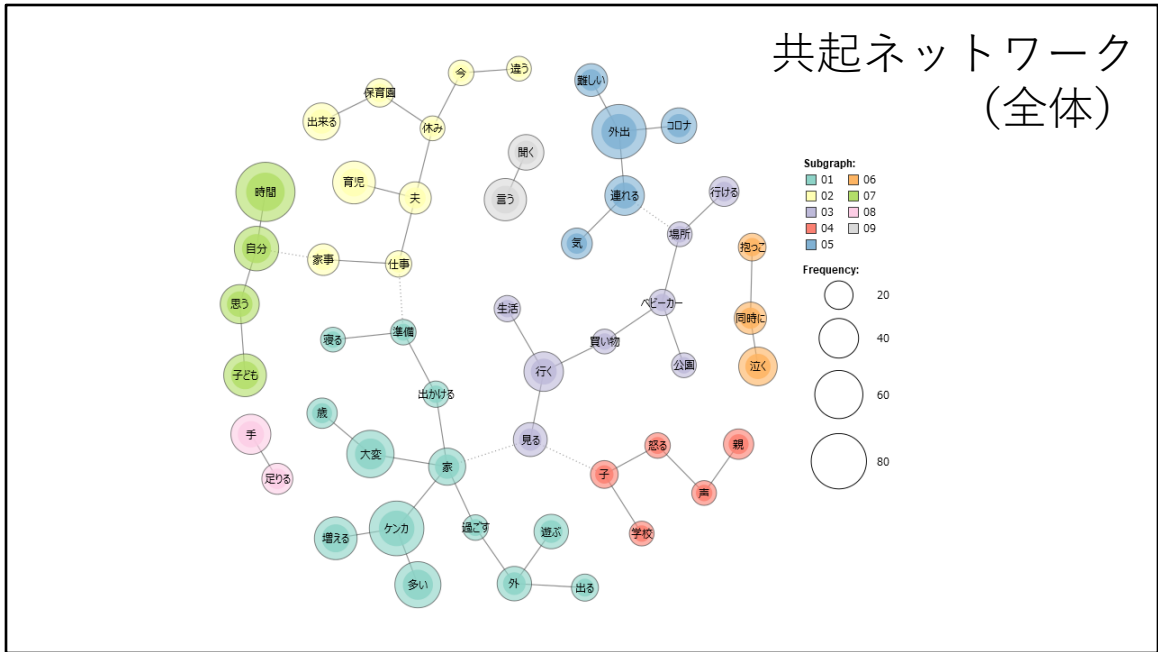 共起ネットワーク
(全体)
今
違う
保育園
出来る
休み
難しい
外出
コロナ
聞く
言う
育児
夫
時間
連れる
行ける
場所
気
自分
家事
仕事
抱っこ
思う
準備
寝る
生活
ベビーカー
買い物
同時に
泣く
公園
行く
子ども
出かける
歳
大変
家
見る
手
足りる
子
怒る
親
声
学校
ケンカ
増える
多い
過ごす
遊ぶ
外
出る
Subgraph:
01 06
02 07
03 08
04 09
05
Frequency:
20
40
60
80